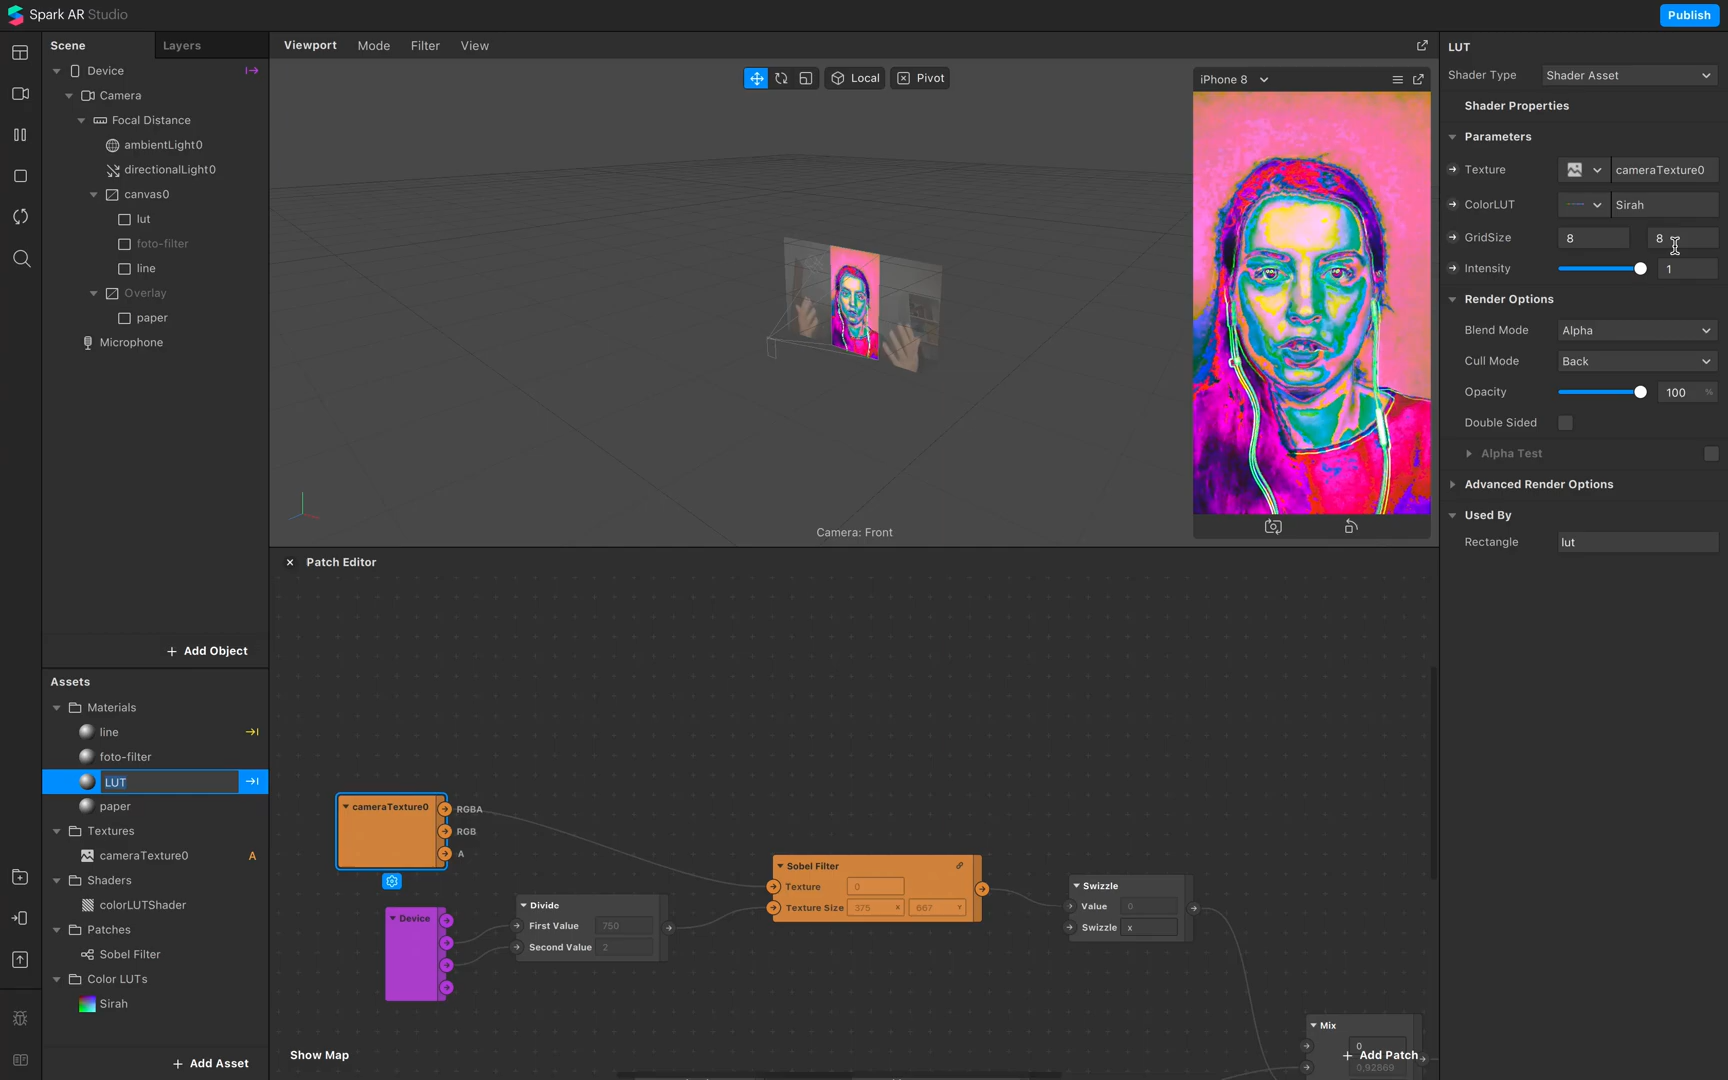 Spark AR Studio
Publish
Scene
Layers
Device
Camera
Focal Distance
ambientLight0
directionalLight0
canvas0
lut
foto-filter
line
Overlay
paper
Microphone
+ Add Object
Assets
Materials
line
foto-filter
LUT
paper
Textures
cameraTexture0
A
Shaders
colorLUTShader
Patches
Sobel Filter
Color LUTs
Sirah
+ Add Asset
Viewport
Mode
Filter
View
Local
Pivot
iPhone 8
Camera: Front
Patch Editor
cameraTexture0
RGBA
RGB
A
Device
Divide
First Value 750
Second Value 2
Sobel Filter
Texture 0
Texture Size 375 X 667 Y
Swizzle
Value 0
Swizzle x
Mix
0
0,92869
Show Map
+ Add Patch
LUT
Shader Type Shader Asset
Shader Properties
Parameters
Texture cameraTexture0
ColorLUT Sirah
GridSize 8 8
Intensity 1
Render Options
Blend Mode Alpha
Cull Mode Back
Opacity 100 %
Double Sided
Alpha Test
Advanced Render Options
Used By
Rectangle lut